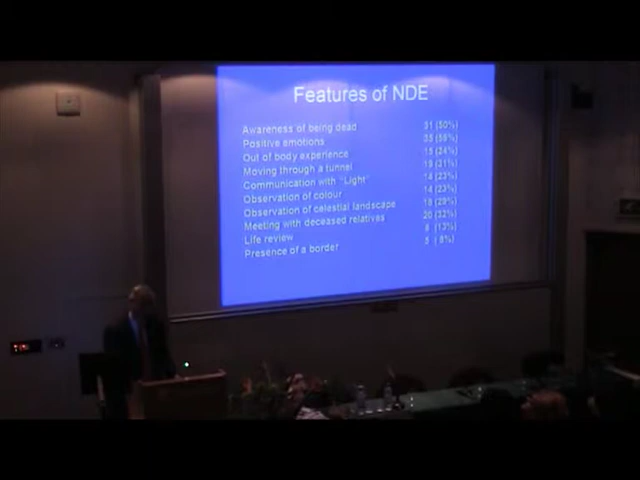 Features of NDE
Awareness of being dead 31 (50%)
Positive emotions 35 (56%)
Out of body experience 15 (24%)
Moving through a tunnel 19 (31%)
Communication with "Light" 14 (23%)
Observation of colour 14 (23%)
Observation of celestial landscape 18 (29%)
Meeting with deceased relatives 20 (32%)
Life review 8 (13%)
Presence of a border 5 (8%)